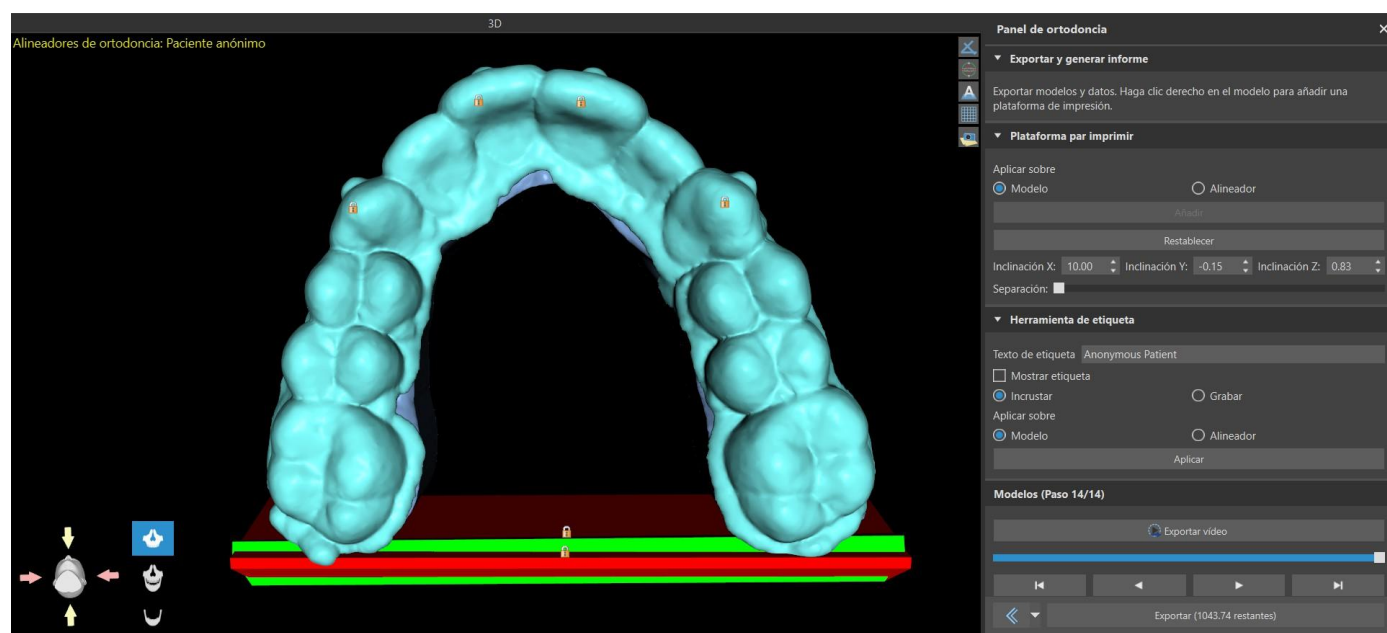 3D
Alineadores de ortodoncia: Paciente anónimo
A
Panel de ortodoncia
Exportar y generar informe
Exportar modelos y datos. Haga clic derecho en el modelo para añadir una
plataforma de impresión.
Plataforma par imprimir
Aplicar sobre
Modelo Alineador
Añadir
Restablecer
Inclinación X: 10.00 Inclinación Y: -0.15 Inclinación Z: 0.83
Separación:
Herramienta de etiqueta
Texto de etiqueta Anonymous Patient
Mostrar etiqueta
Incrustar Grabar
Aplicar sobre
Modelo Alineador
Aplicar
Modelos (Paso 14/14)
Exportar vídeo
Exportar (1043.74 restantes)